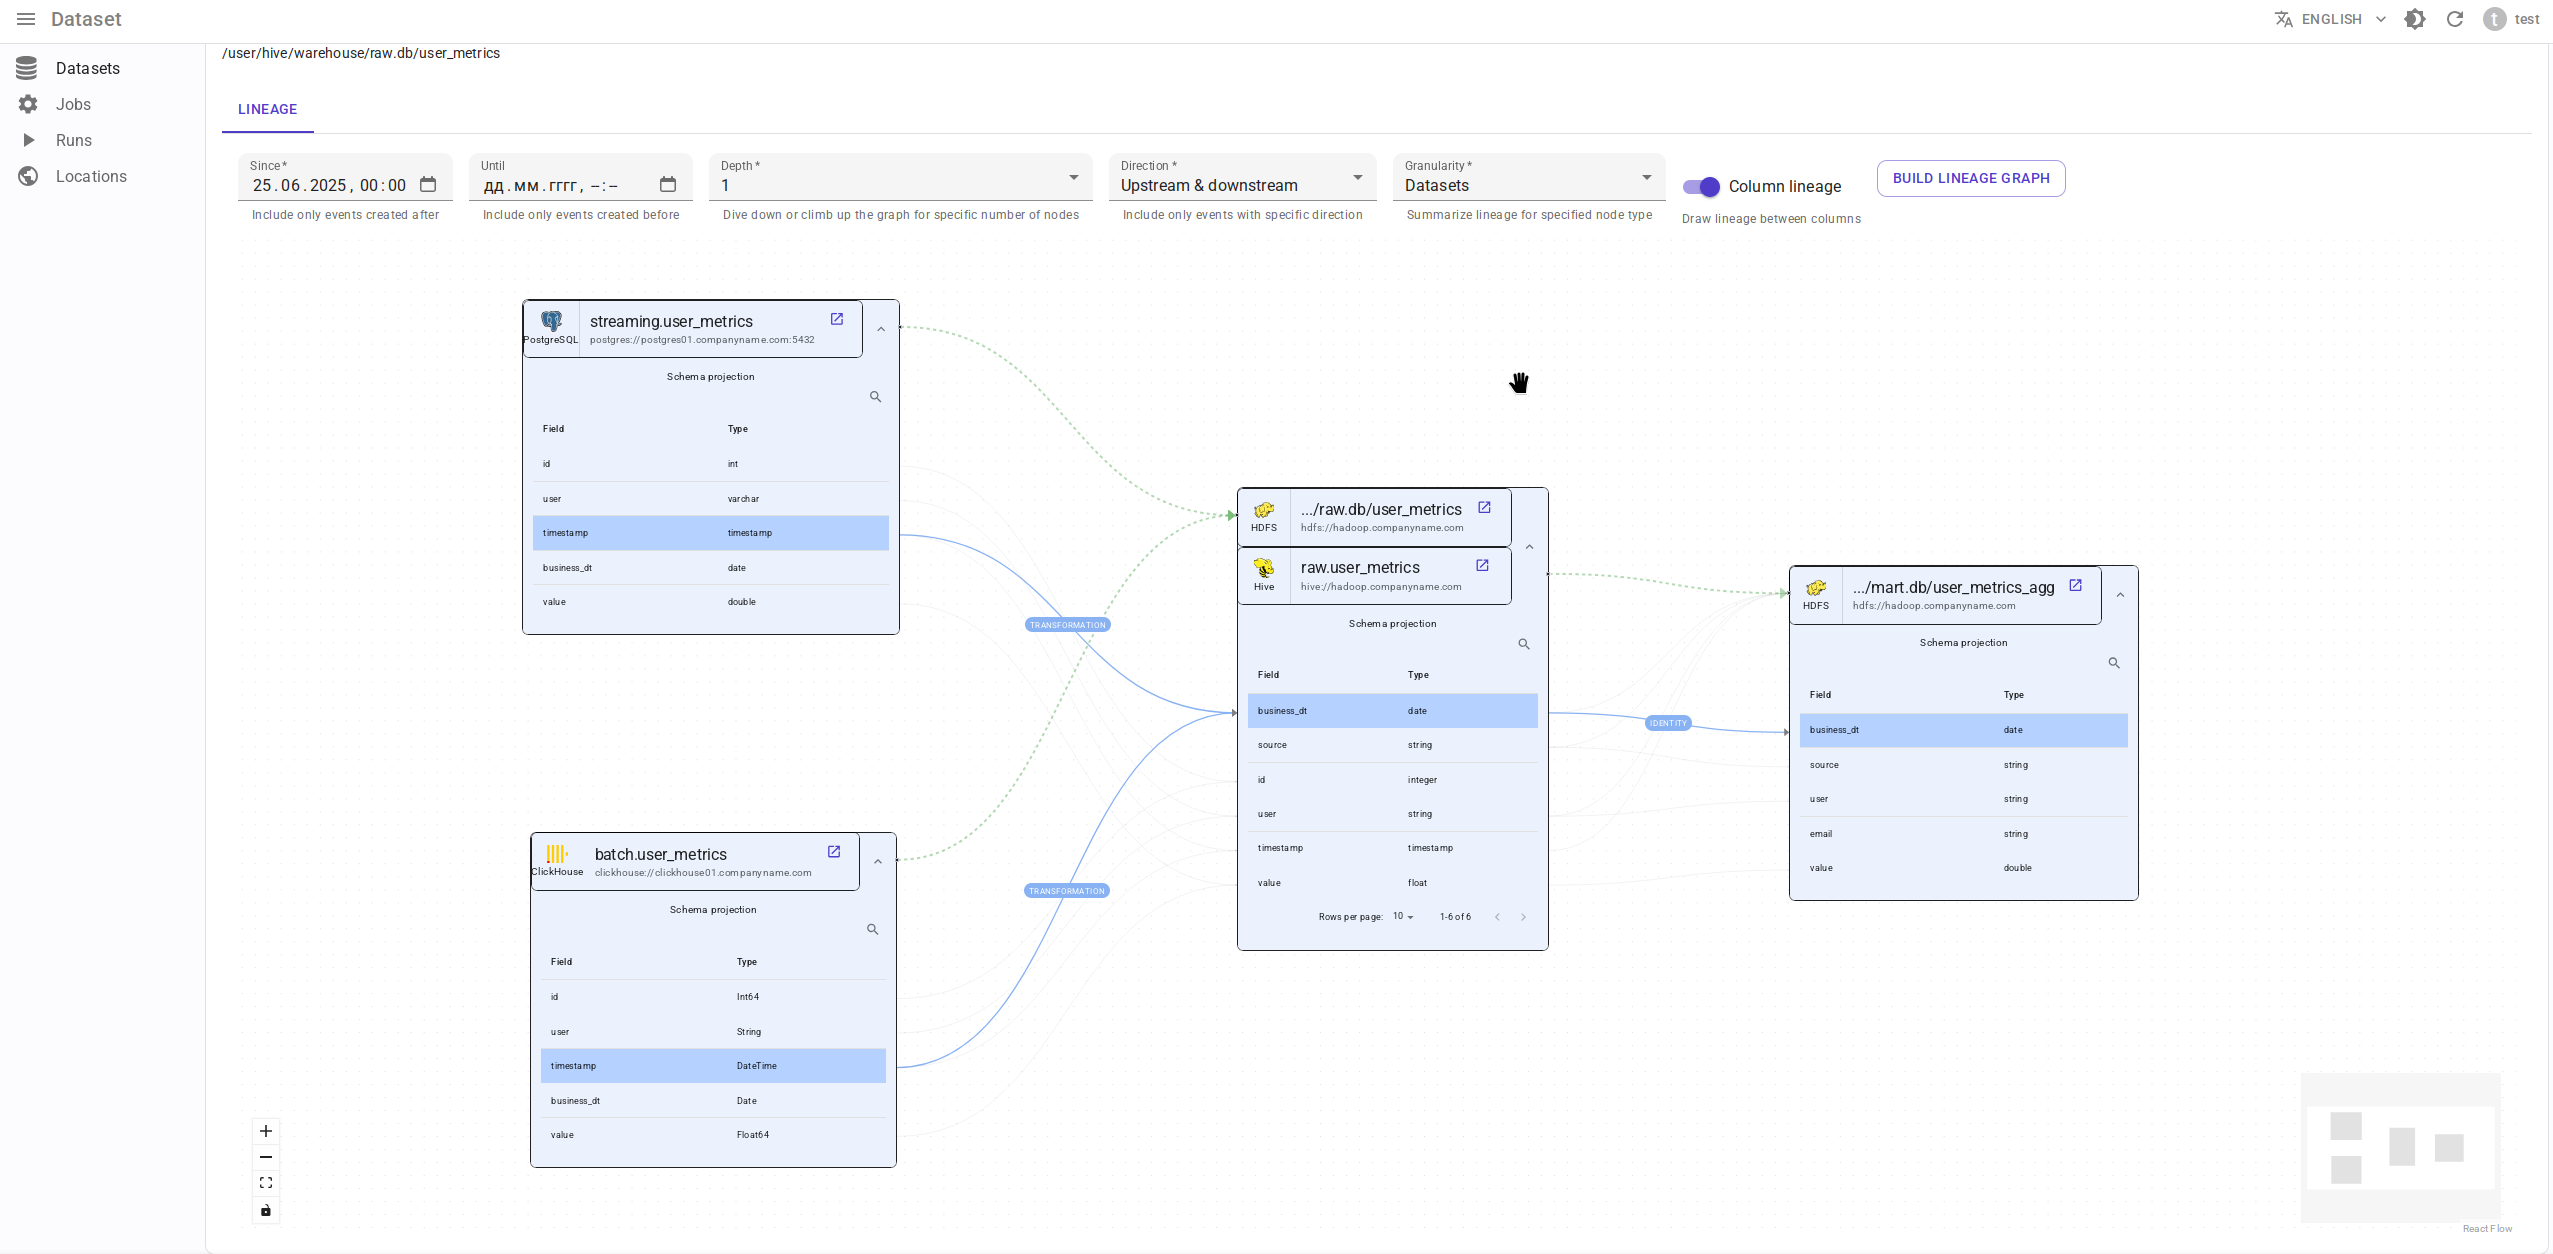 Dataset
ENGLISH
t
test
/user/hive/warehouse/raw.db/user_metrics
Datasets
Jobs
Runs
Locations
LINEAGE
Since *
25.06.2025, 00:00
Include only events created after
Until
дд.мм.гггг, --:--
Include only events created before
Depth *
1
Dive down or climb up the graph for specific number of nodes
Direction *
Upstream & downstream
Include only events with specific direction
Granularity *
Datasets
Summarize lineage for specified node type
Column lineage
Draw lineage between columns
BUILD LINEAGE GRAPH
PostgreSQL
streaming.user_metrics
postgres://postgres01.companyname.com:5432
Schema projection
Field Type
id int
user varchar
timestamp timestamp
business_dt date
value double
ClickHouse
batch.user_metrics
clickhouse://clickhouse01.companyname.com
Schema projection
Field Type
id Int64
user String
timestamp DateTime
business_dt Date
value Float64
TRANSFORMATION
TRANSFORMATION
HDFS
.../raw.db/user_metrics
hdfs://hadoop.companyname.com
Hive
raw.user_metrics
hive://hadoop.companyname.com
Schema projection
Field Type
business_dt date
source string
id integer
user string
timestamp timestamp
value float
Rows per page: 10 1-6 of 6
IDENTITY
HDFS
.../mart.db/user_metrics_agg
hdfs://hadoop.companyname.com
Schema projection
Field Type
business_dt date
source string
user string
email string
value double
React Flow